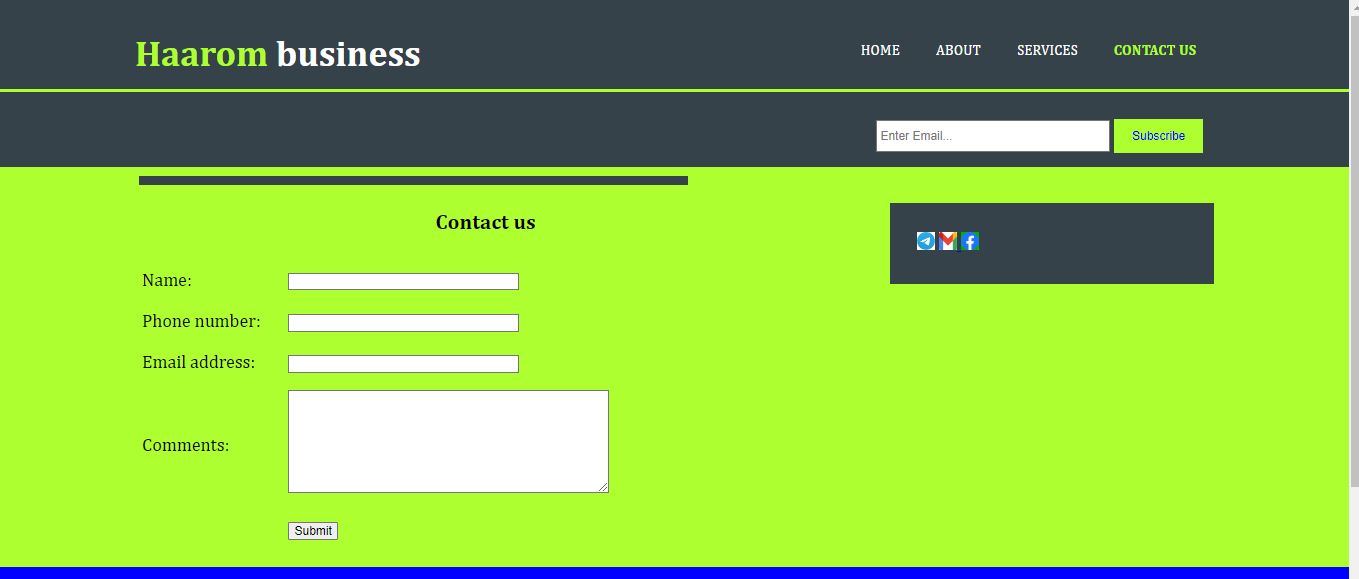 Haarom business
HOME ABOUT SERVICES CONTACT US
Enter Email... Subscribe
Contact us
Name:
Phone number:
Email address:
Comments:
Submit